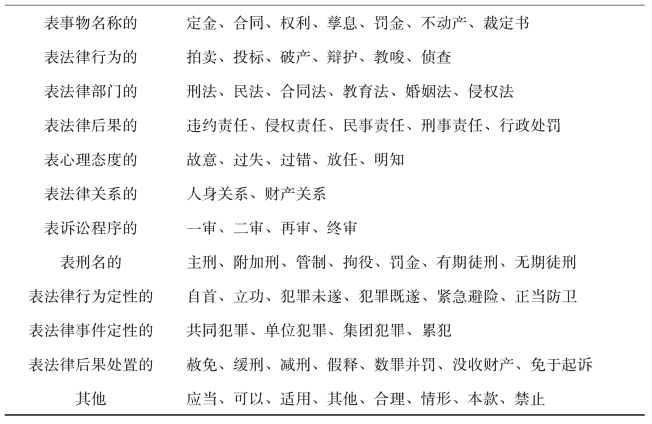 表事物名称的 定金、合同、权利、孳息、罚金、不动产、裁定书
表法律行为的 拍卖、投标、破产、辩护、教唆、侦查
表法律部门的 刑法、民法、合同法、教育法、婚姻法、侵权法
表法律后果的 违约责任、侵权责任、民事责任、刑事责任、行政处罚
表心理态度的 故意、过失、过错、放任、明知
表法律关系的 人身关系、财产关系
表诉讼程序的 一审、二审、再审、终审
表刑名的 主刑、附加刑、管制、拘役、罚金、有期徒刑、无期徒刑
表法律行为定性的 自首、立功、犯罪未遂、犯罪既遂、紧急避险、正当防卫
表法律事件定性的 共同犯罪、单位犯罪、集团犯罪、累犯
表法律后果处置的 赦免、缓刑、减刑、假释、数罪并罚、没收财产、免于起诉
其他 应当、可以、适用、其他、合理、情形、本款、禁止